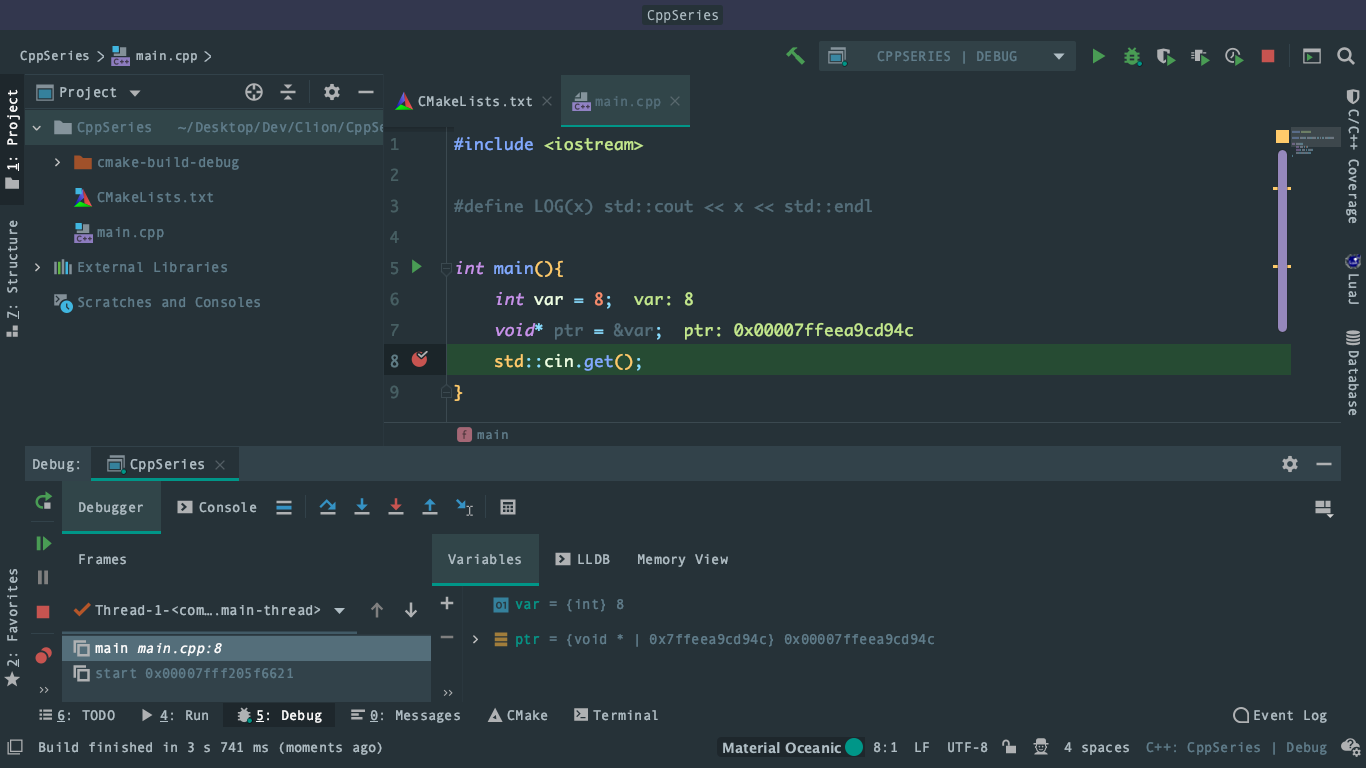 CppSeries
CppSeries > main.cpp >
CPPSERIES | DEBUG
1: Project
Z: Structure
2: Favorites
Project
CppSeries ~/Desktop/Dev/Clion/CppSe
cmake-build-debug
CMakeLists.txt
main.cpp
External Libraries
Scratches and Consoles
CMakeLists.txt
main.cpp
1 #include <iostream>
2
3 #define LOG(x) std::cout << x << std::endl
4
5 int main(){
6 int var = 8; var: 8
7 void* ptr = &var; ptr: 0x00007ffeea9cd94c
8 std::cin.get();
9 }
f main
C/C++ Coverage
LuaJ
Database
Debug: CppSeries
Debugger Console
Frames
Thread-1-<com….main-thread>
main main.cpp:8
start 0x00007fff205f6621
Variables LLDB Memory View
var = {int} 8
ptr = {void * | 0x7ffeea9cd94c} 0x00007ffeea9cd94c
6: TODO 4: Run 5: Debug 0: Messages CMake Terminal Event Log
Build finished in 3 s 741 ms (moments ago) Material Oceanic 8:1 LF UTF-8 4 spaces C++: CppSeries | Debug